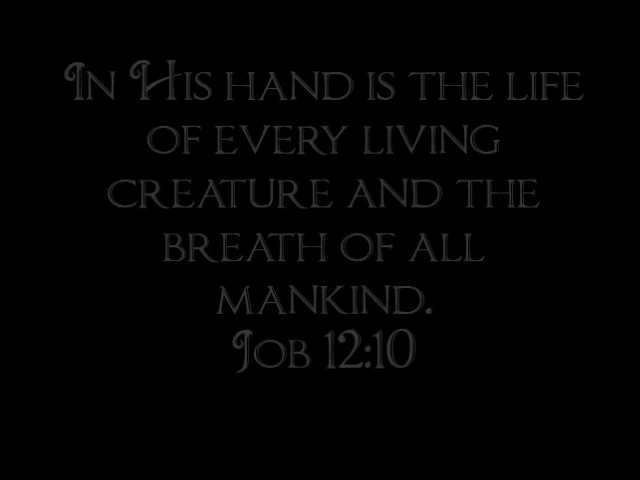 In His hand is the life
of every living
creature and the
breath of all
mankind.
Job 12:10